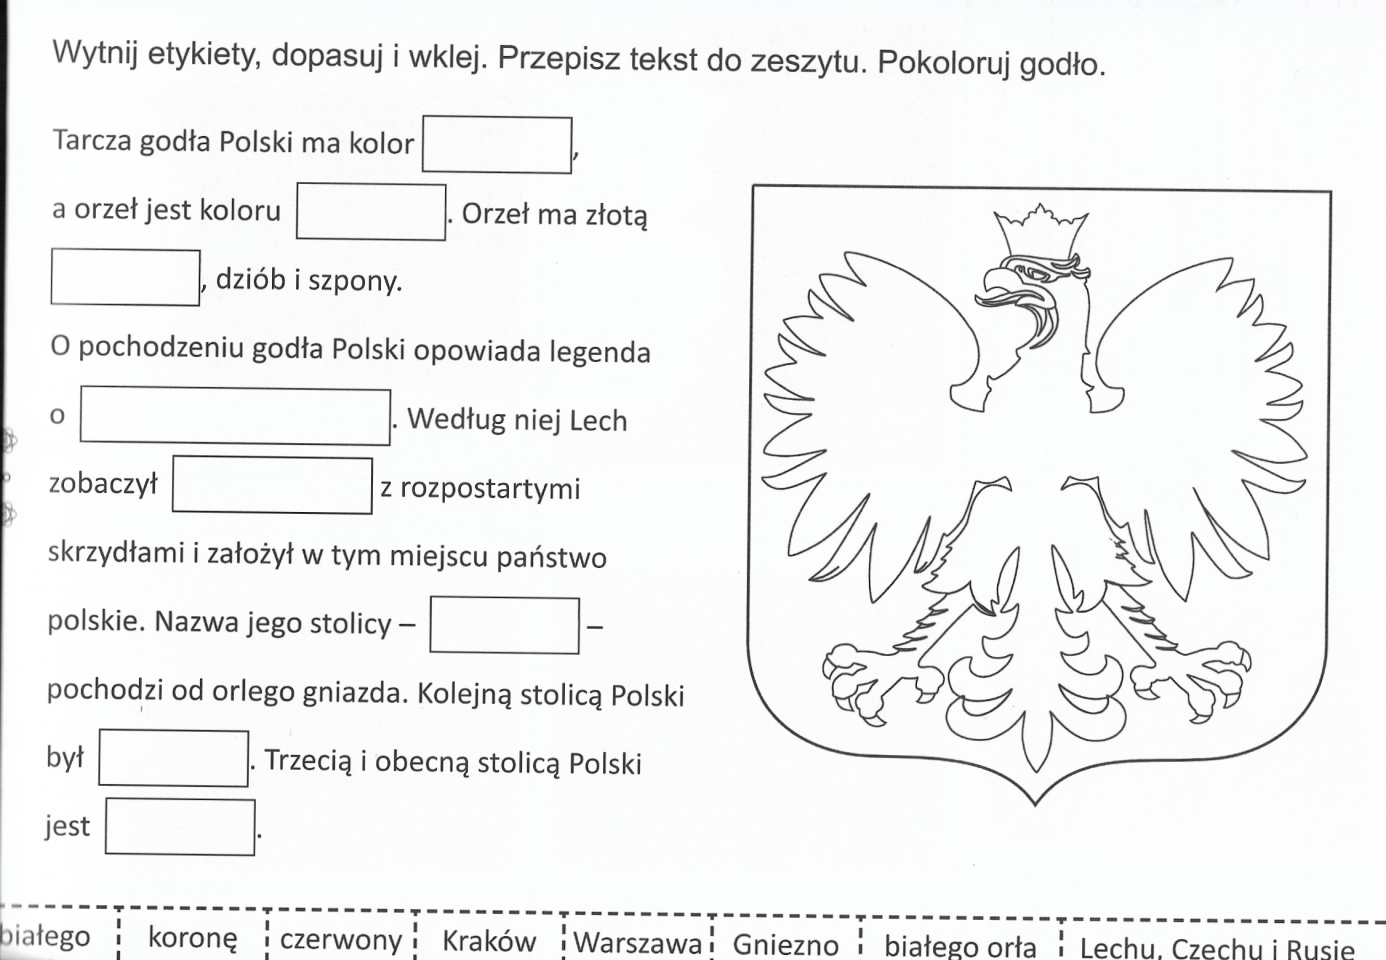 Wytnij etykiety, dopasuj i wklej. Przepisz tekst do zeszytu. Pokoloruj godło.
Tarcza godła Polski ma kolor ,
a orzeł jest koloru . Orzeł ma złotą
, dziób i szpony.
O pochodzeniu godła Polski opowiada legenda
o . Według niej Lech
zobaczył z rozpostartymi
skrzydłami i założył w tym miejscu państwo
polskie. Nazwa jego stolicy – –
pochodzi od orlego gniazda. Kolejną stolicą Polski
był . Trzecią i obecną stolicą Polski
jest .
białego koronę czerwony Kraków Warszawa Gniezno białego orła Lechu, Czechu i Rusie